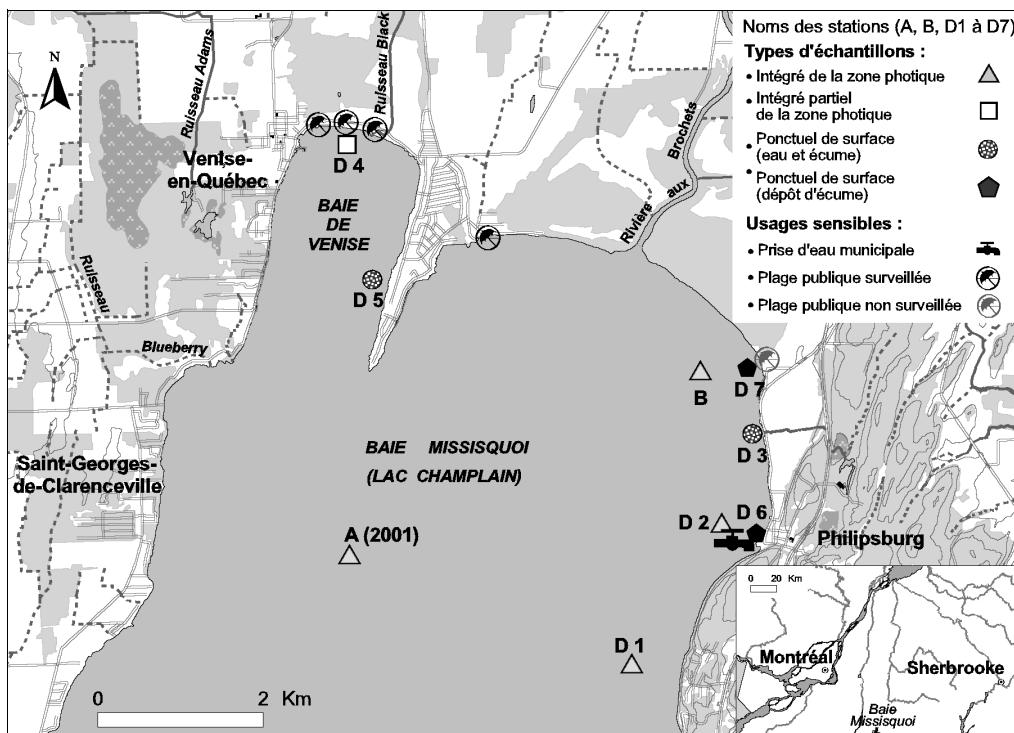 Noms des stations (A, B, D1 à D7)
Types d'échantillons :
• Intégré de la zone photique
• Intégré partiel
de la zone photique
• Ponctuel de surface
(eau et écume)
• Ponctuel de surface
(dépôt d'écume)
Usages sensibles :
• Prise d'eau municipale
• Plage publique surveillée
• Plage publique non surveillée
N
Ruisseau Adams
Ruisseau Black
Venise-
en-Québec
D 4
BAIE
DE
VENISE
D 5
Rivière aux Brochets
Ruisseau
Blueberry
B
D 7
D 3
BAIE MISSISQUOI
(LAC CHAMPLAIN)
Saint-Georges-
de-Clarenceville
A (2001)
D 2
D 6
Philipsburg
D 1
0 2 Km
0 20 Km
Montréal
Sherbrooke
Baie
Missisquoi